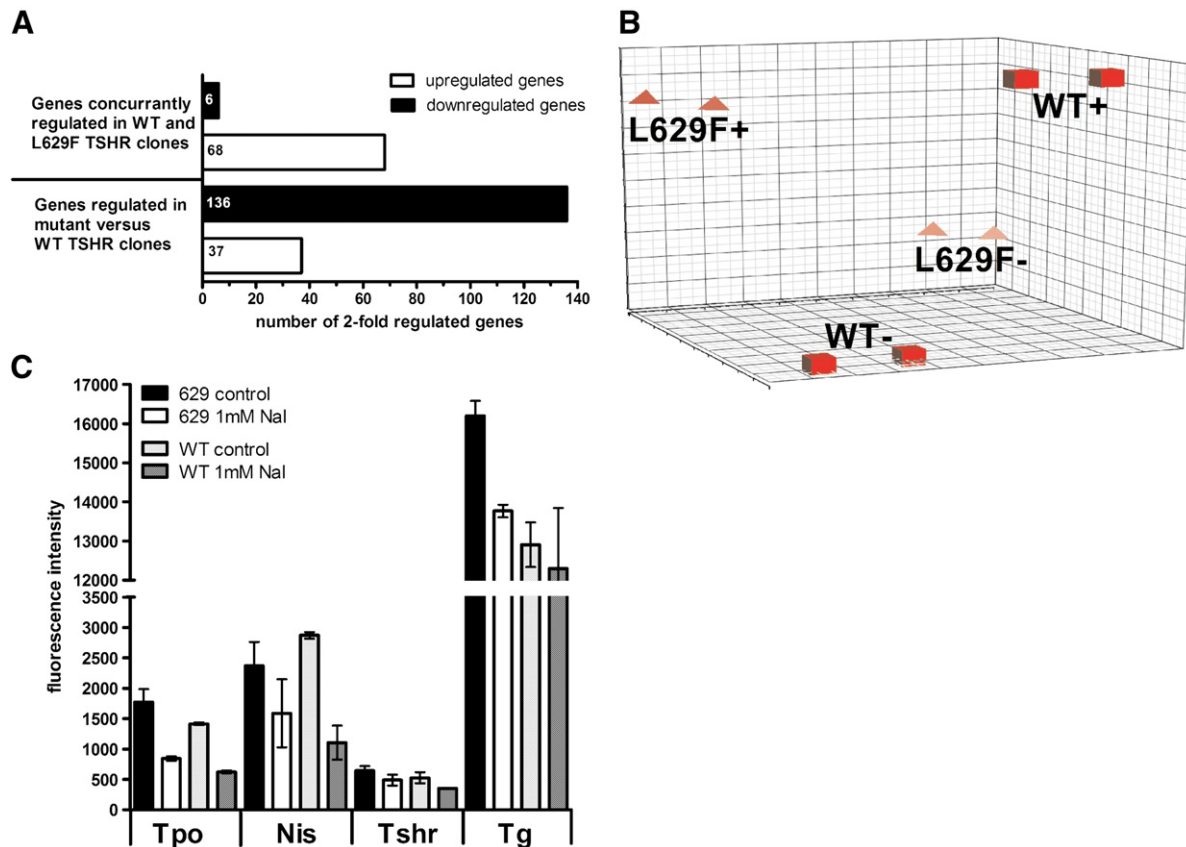 A
upregulated genes
downregulated genes
Genes concurrantly
regulated in WT and
L629F TSHR clones
6
68
Genes regulated in
mutant versus
WT TSHR clones
136
37
0 20 40 60 80 100 120 140
number of 2-fold regulated genes
B
L629F+
WT+
L629F-
WT-
C
629 control
629 1mM NaI
WT control
WT 1mM NaI
fluorescence intensity
17000
16000
15000
14000
13000
12000
3500
3000
2500
2000
1500
1000
500
0
Tpo Nis Tshr Tg